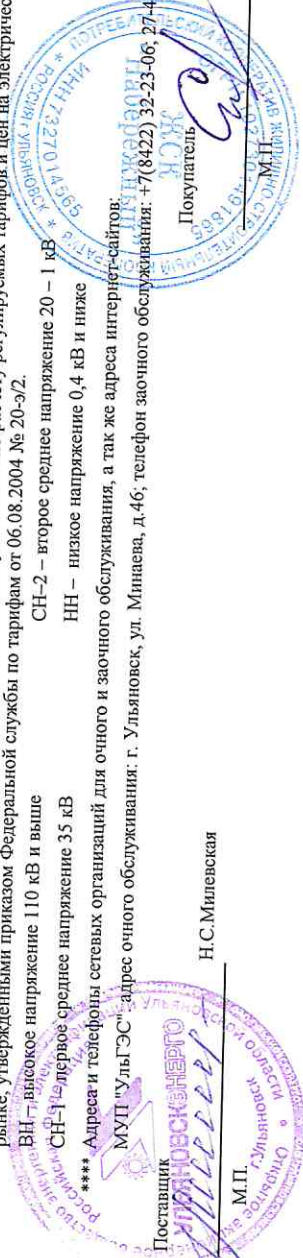 рынке, утвержденными приказом Федеральной службы по тарифам от 06.08.2004 № 20-э/2.
ВН – высокое напряжение 110 кВ и выше
СН–2 – второе среднее напряжение 20 – 1 кВ
СН–1 – первое среднее напряжение 35 кВ
НН – низкое напряжение 0,4 кВ и ниже
**** Адреса и телефоны сетевых организаций для очного и заочного обслуживания, а так же адреса интернет-сайтов:
МУП "УльГЭС" - адрес очного обслуживания: г. Ульяновск, ул. Минаева, д.46; телефон заочного обслуживания: +7(8422) 32-23-06, 27-4
Поставщик
Покупатель
Н.С.Милевская
М.П.
М.П.
УЛЬЯНОВСКЭНЕРГО
г.Ульяновск
ЖСК
Набережный